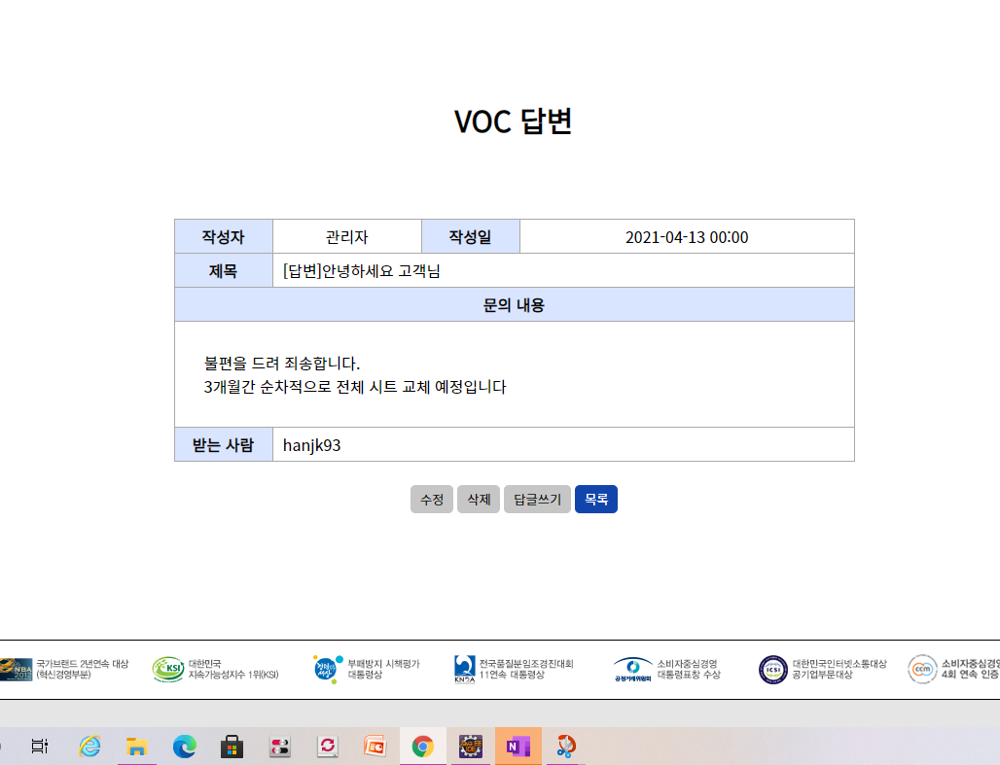 VOC 답변
작성자 관리자 작성일 2021-04-13 00:00
제목 [답변]안녕하세요 고객님
문의 내용
불편을 드려 죄송합니다.
3개월간 순차적으로 전체 시트 교체 예정입니다
받는 사람 hanjk93
수정 삭제 답글쓰기 목록
NBA 2012 국가브랜드 2년연속 대상
(혁신경영부분)
KSI 대한민국
지속가능성지수 1위(KSI)
부패방지 시책평가
대통령상
KNQA 전국품질분임조경진대회
11연속 대통령상
공정거래위원회 소비자중심경영
대통령표창 수상
ICSI 대한민국인터넷소통대상
공기업부문대상
ccm 소비자중심경영
4회 연속 인증
Java EE
IDE
N